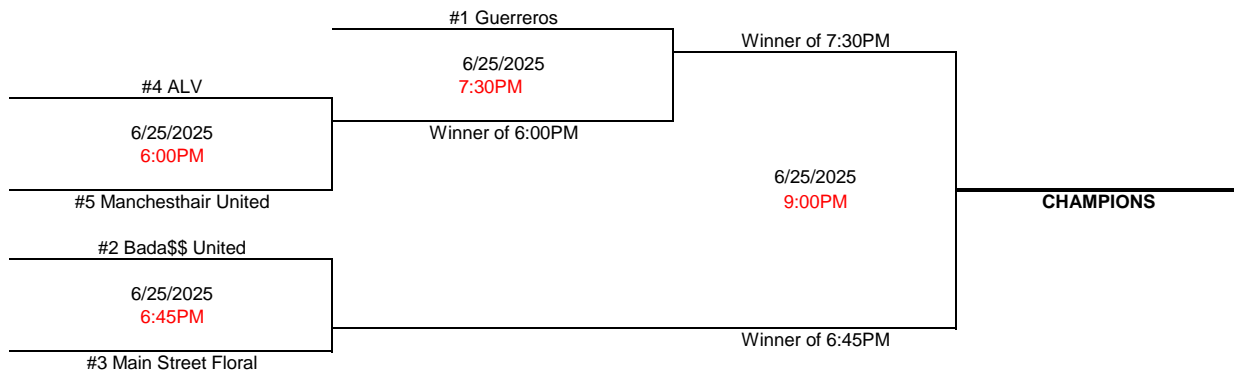 #1 Guerreros
Winner of 7:30PM
6/25/2025
7:30PM
#4 ALV
Winner of 6:00PM
6/25/2025
6:00PM
6/25/2025
9:00PM
#5 Manchesthair United
CHAMPIONS
#2 Bada$$ United
6/25/2025
6:45PM
Winner of 6:45PM
#3 Main Street Floral